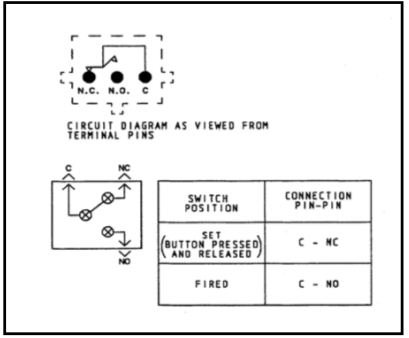 N.C. N.O. C
CIRCUIT DIAGRAM AS VIEWED FROM
TERMINAL PINS
C NC
NO
SWITCH
POSITION
CONNECTION
PIN-PIN
SET
(BUTTON PRESSED
AND RELEASED)
C - NC
FIRED
C - NO